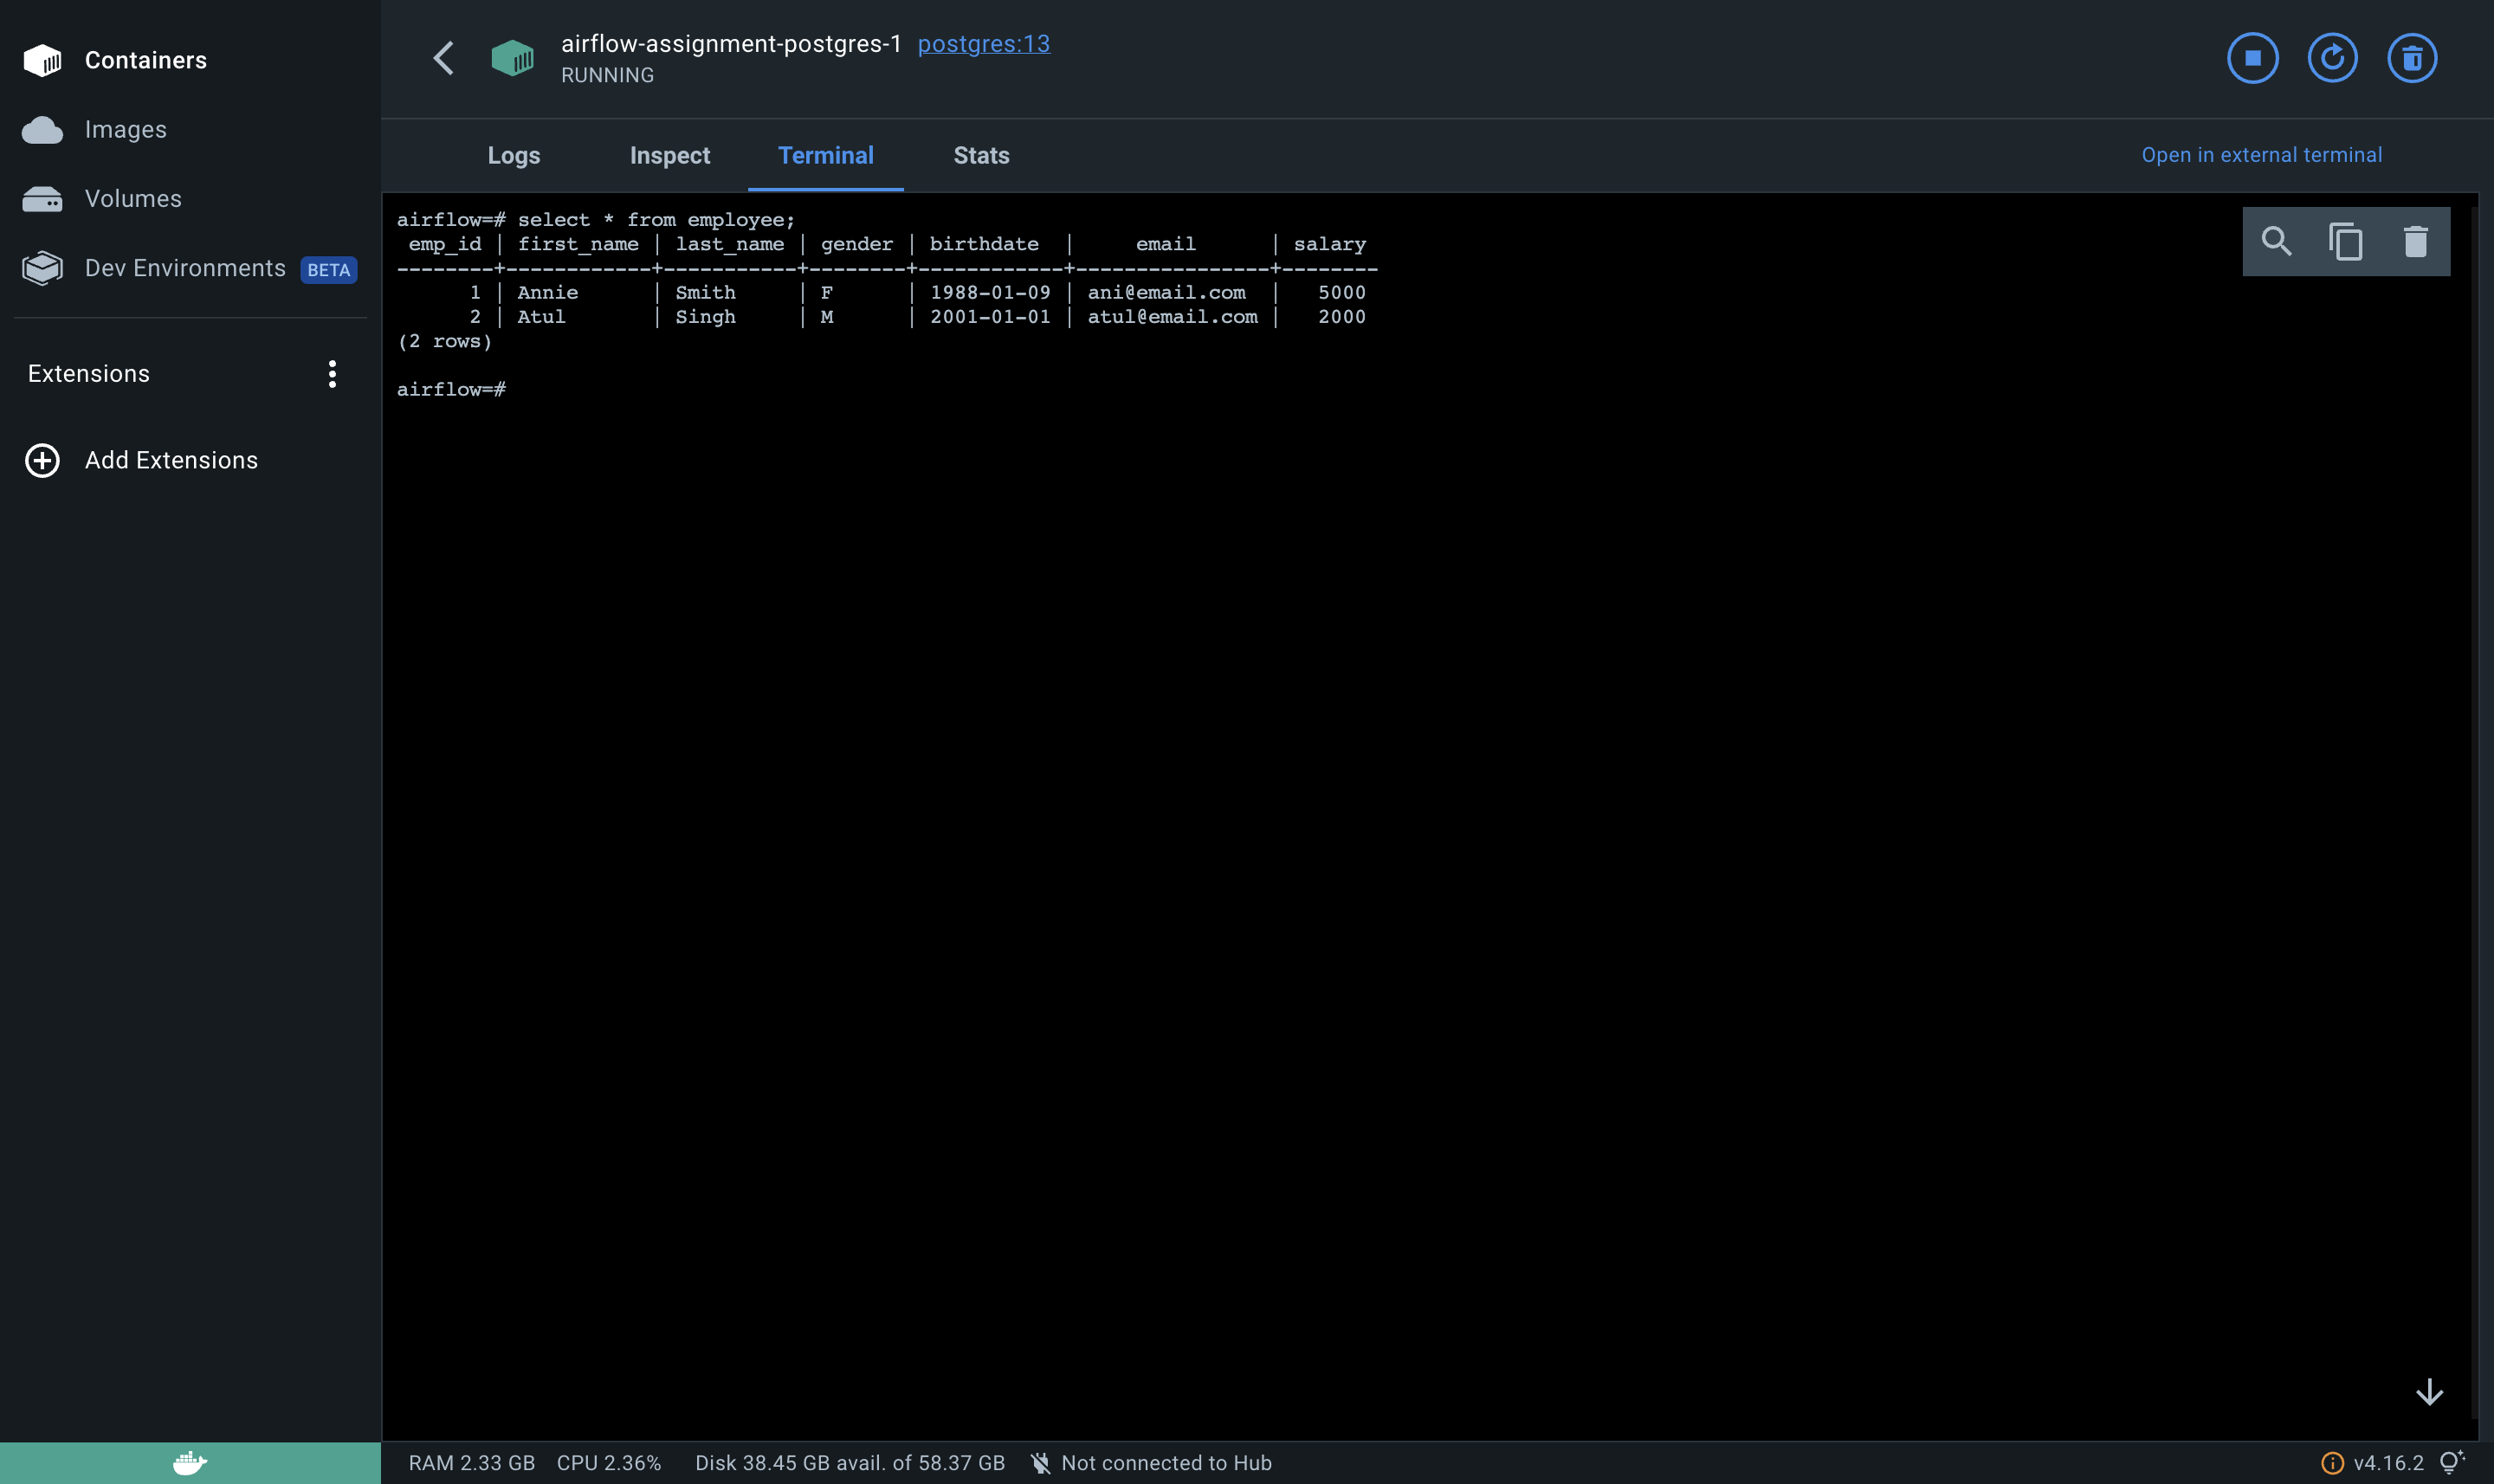 Containers
Images
Volumes
Dev Environments BETA
Extensions
Add Extensions
airflow-assignment-postgres-1 postgres:13
RUNNING
Logs Inspect Terminal Stats Open in external terminal
airflow=# select * from employee;
 emp_id | first_name | last_name | gender | birthdate  |     email      | salary
--------+------------+-----------+--------+------------+----------------+--------
      1 | Annie      | Smith     | F      | 1988-01-09 | ani@email.com  |   5000
      2 | Atul       | Singh     | M      | 2001-01-01 | atul@email.com |   2000
(2 rows)
airflow=#
RAM 2.33 GB CPU 2.36% Disk 38.45 GB avail. of 58.37 GB Not connected to Hub v4.16.2